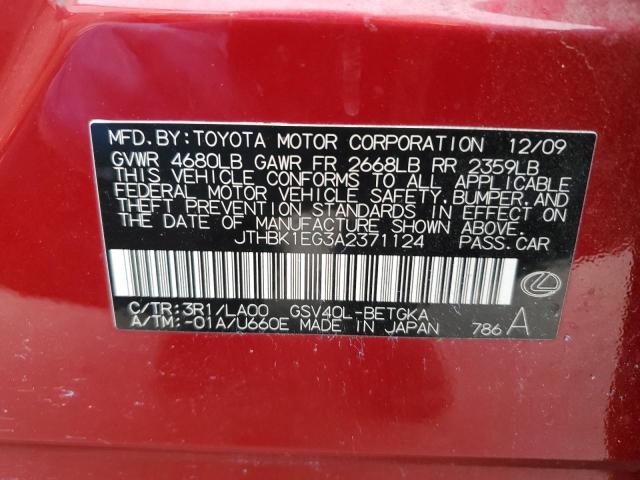 MFD.BY:TOYOTA MOTOR CORPORATION 12/09
GVWR 4680LB GAWR FR 2668LB RR 2359LB
THIS VEHICLE CONFORMS TO ALL APPLICABLE
FEDERAL MOTOR VEHICLE SAFETY,BUMPER,AND
THEFT PREVENTION STANDARDS IN EFFECT ON
THE DATE OF MANUFACTURE SHOWN ABOVE.
JTHBK1EG3A2371124 PASS.CAR
C/TR:3R1/LA00 GSV40L-BETGKA
A/TM:-01A/U660E MADE IN JAPAN 786 A